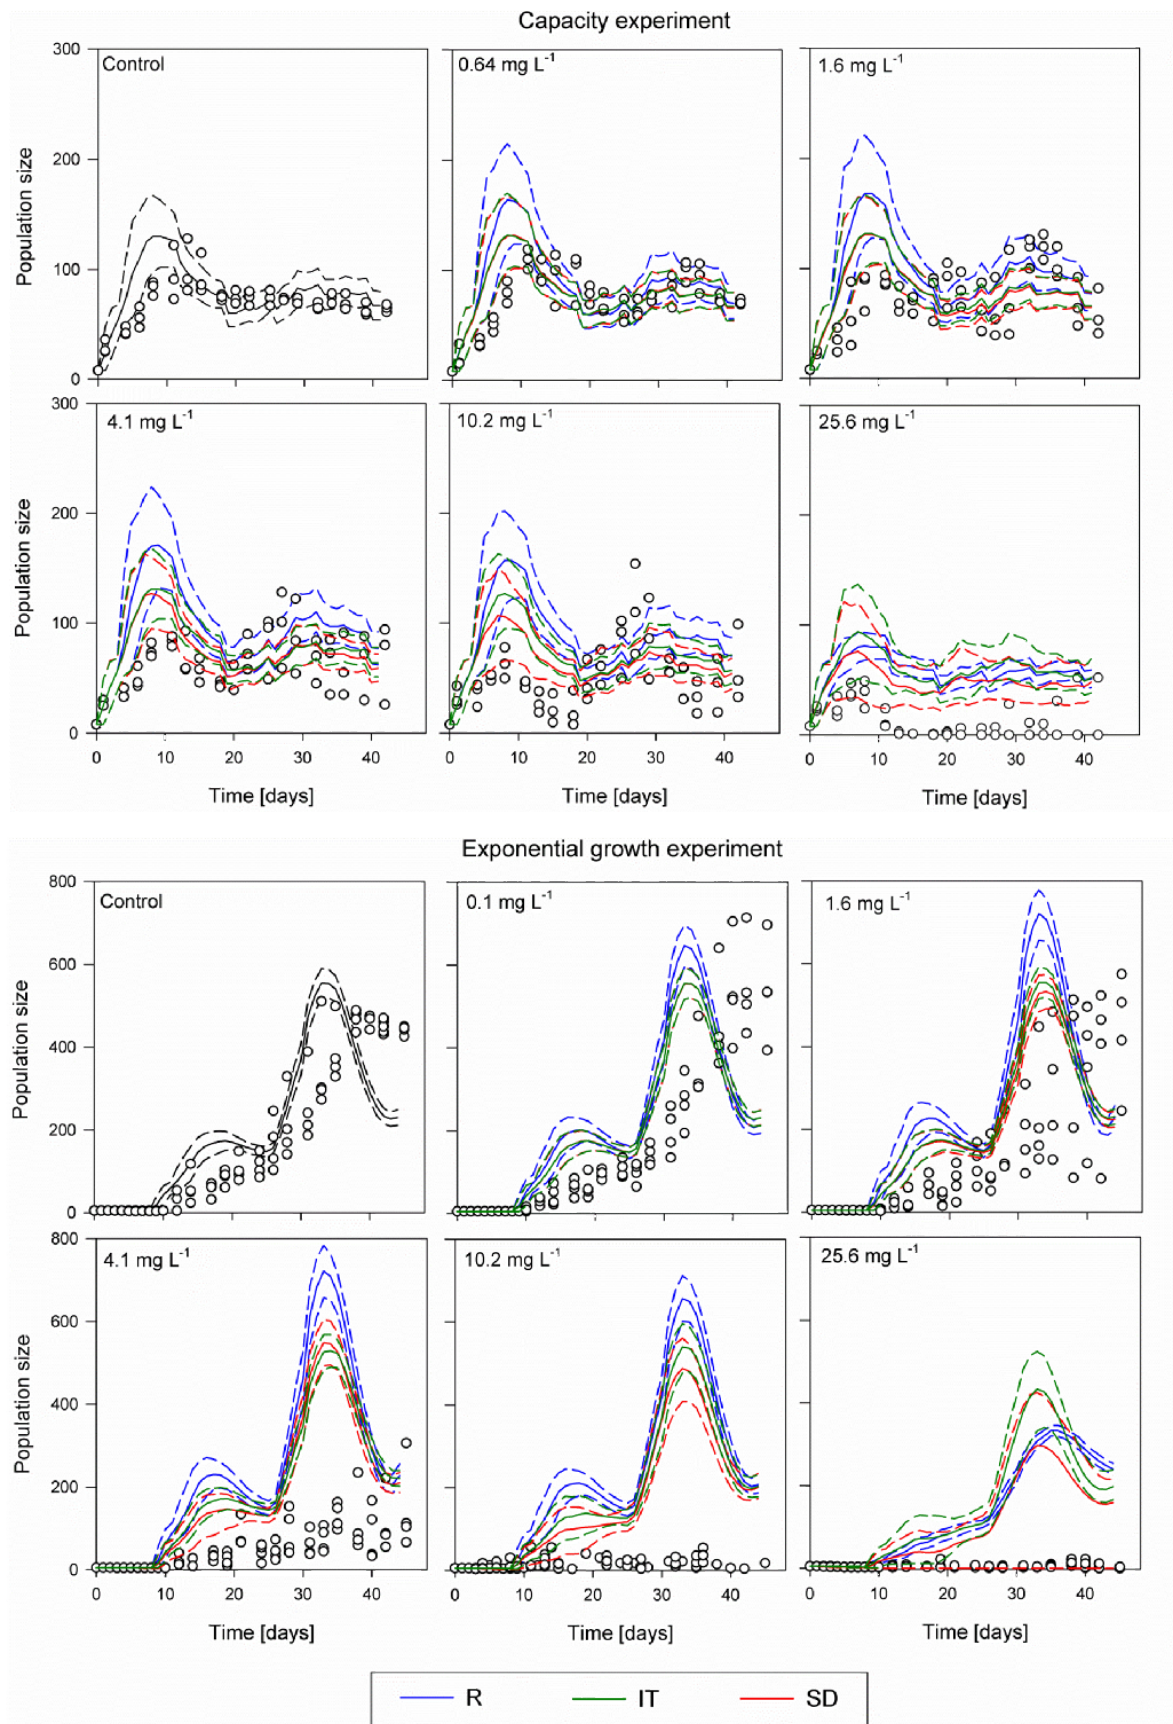 Capacity experiment
300
200
100
0
Population size
Control
0.64 mg L⁻¹
1.6 mg L⁻¹
300
200
100
0
Population size
4.1 mg L⁻¹
10.2 mg L⁻¹
25.6 mg L⁻¹
0 10 20 30 40
0 10 20 30 40
0 10 20 30 40
Time [days]
Time [days]
Time [days]
Exponential growth experiment
800
600
400
200
0
Population size
Control
0.1 mg L⁻¹
1.6 mg L⁻¹
800
600
400
200
0
Population size
4.1 mg L⁻¹
10.2 mg L⁻¹
25.6 mg L⁻¹
0 10 20 30 40
0 10 20 30 40
0 10 20 30 40
Time [days]
Time [days]
Time [days]
R IT SD